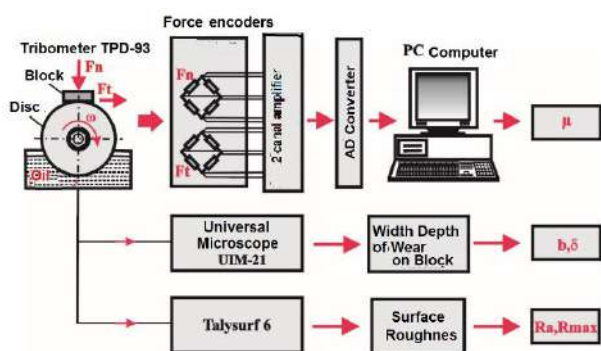 Force encoders
Tribometer TPD-93
Block
Fn
Ft
Disc
ω
Oil
Fn
Ft
2 canal amplifier
AD Converter
PC Computer
μ
Universal
Microscope
UIM-21
Width Depth
of Wear
on Block
b,δ
Talysurf 6
Surface
Roughnes
Ra,Rmax